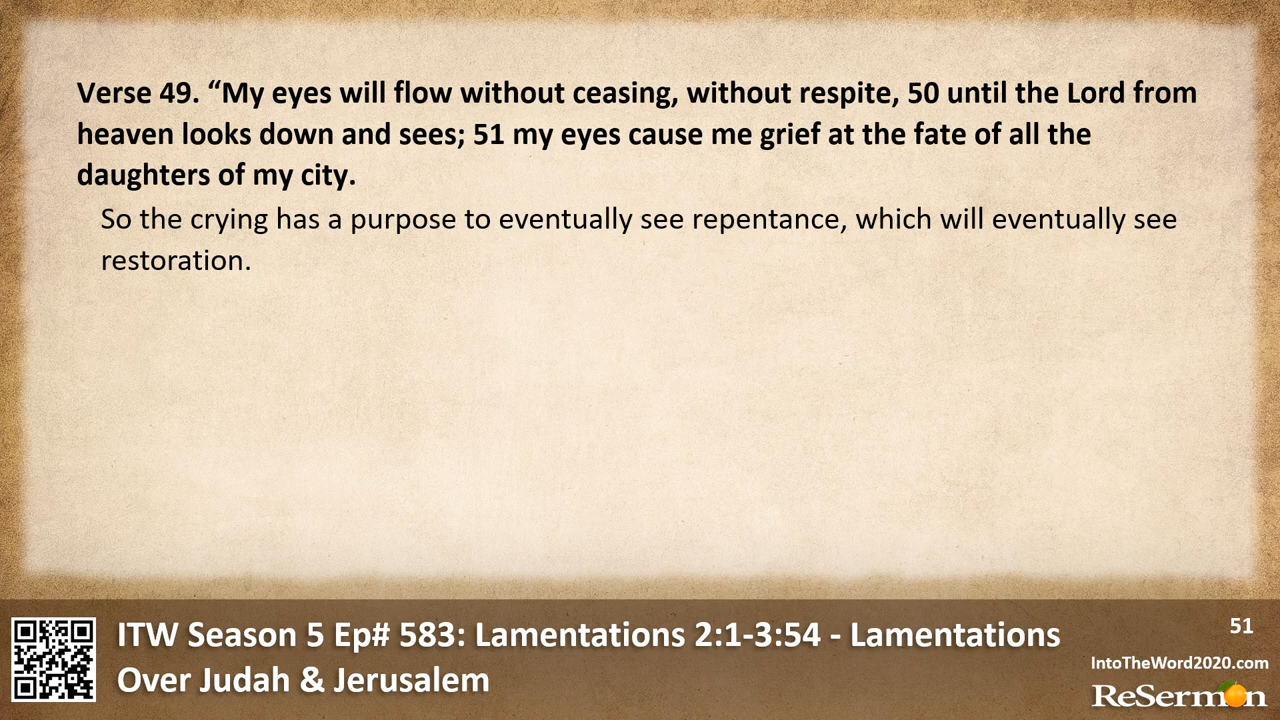 Verse 49. “My eyes will flow without ceasing, without respite, 50 until the Lord from
heaven looks down and sees; 51 my eyes cause me grief at the fate of all the
daughters of my city.
So the crying has a purpose to eventually see repentance, which will eventually see
restoration.
ITW Season 5 Ep# 583: Lamentations 2:1-3:54 - Lamentations
Over Judah & Jerusalem
51
IntoTheWord2020.com
ReSermon